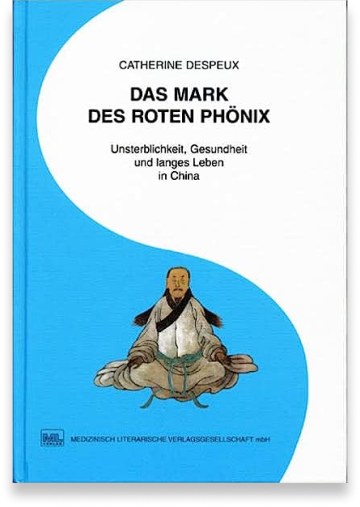 CATHERINE DESPEUX
DAS MARK
DES ROTEN PHÖNIX
Unsterblichkeit, Gesundheit
und langes Leben
in China
MEDIZINISCH LITERARISCHE VERLAGSGESELLSCHAFT mbH